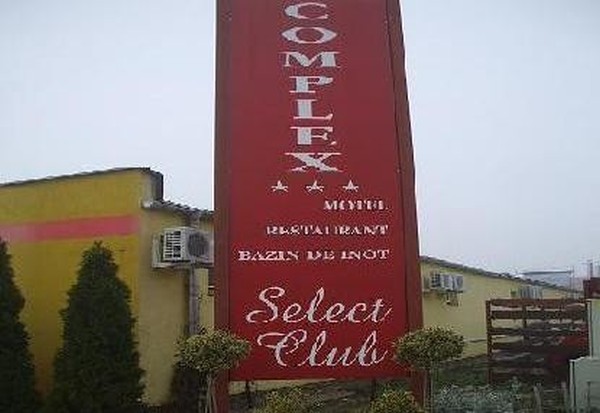 COMPLEX
MOTEL
RESTAURANT
BAZIN DE INOT
Select
Club